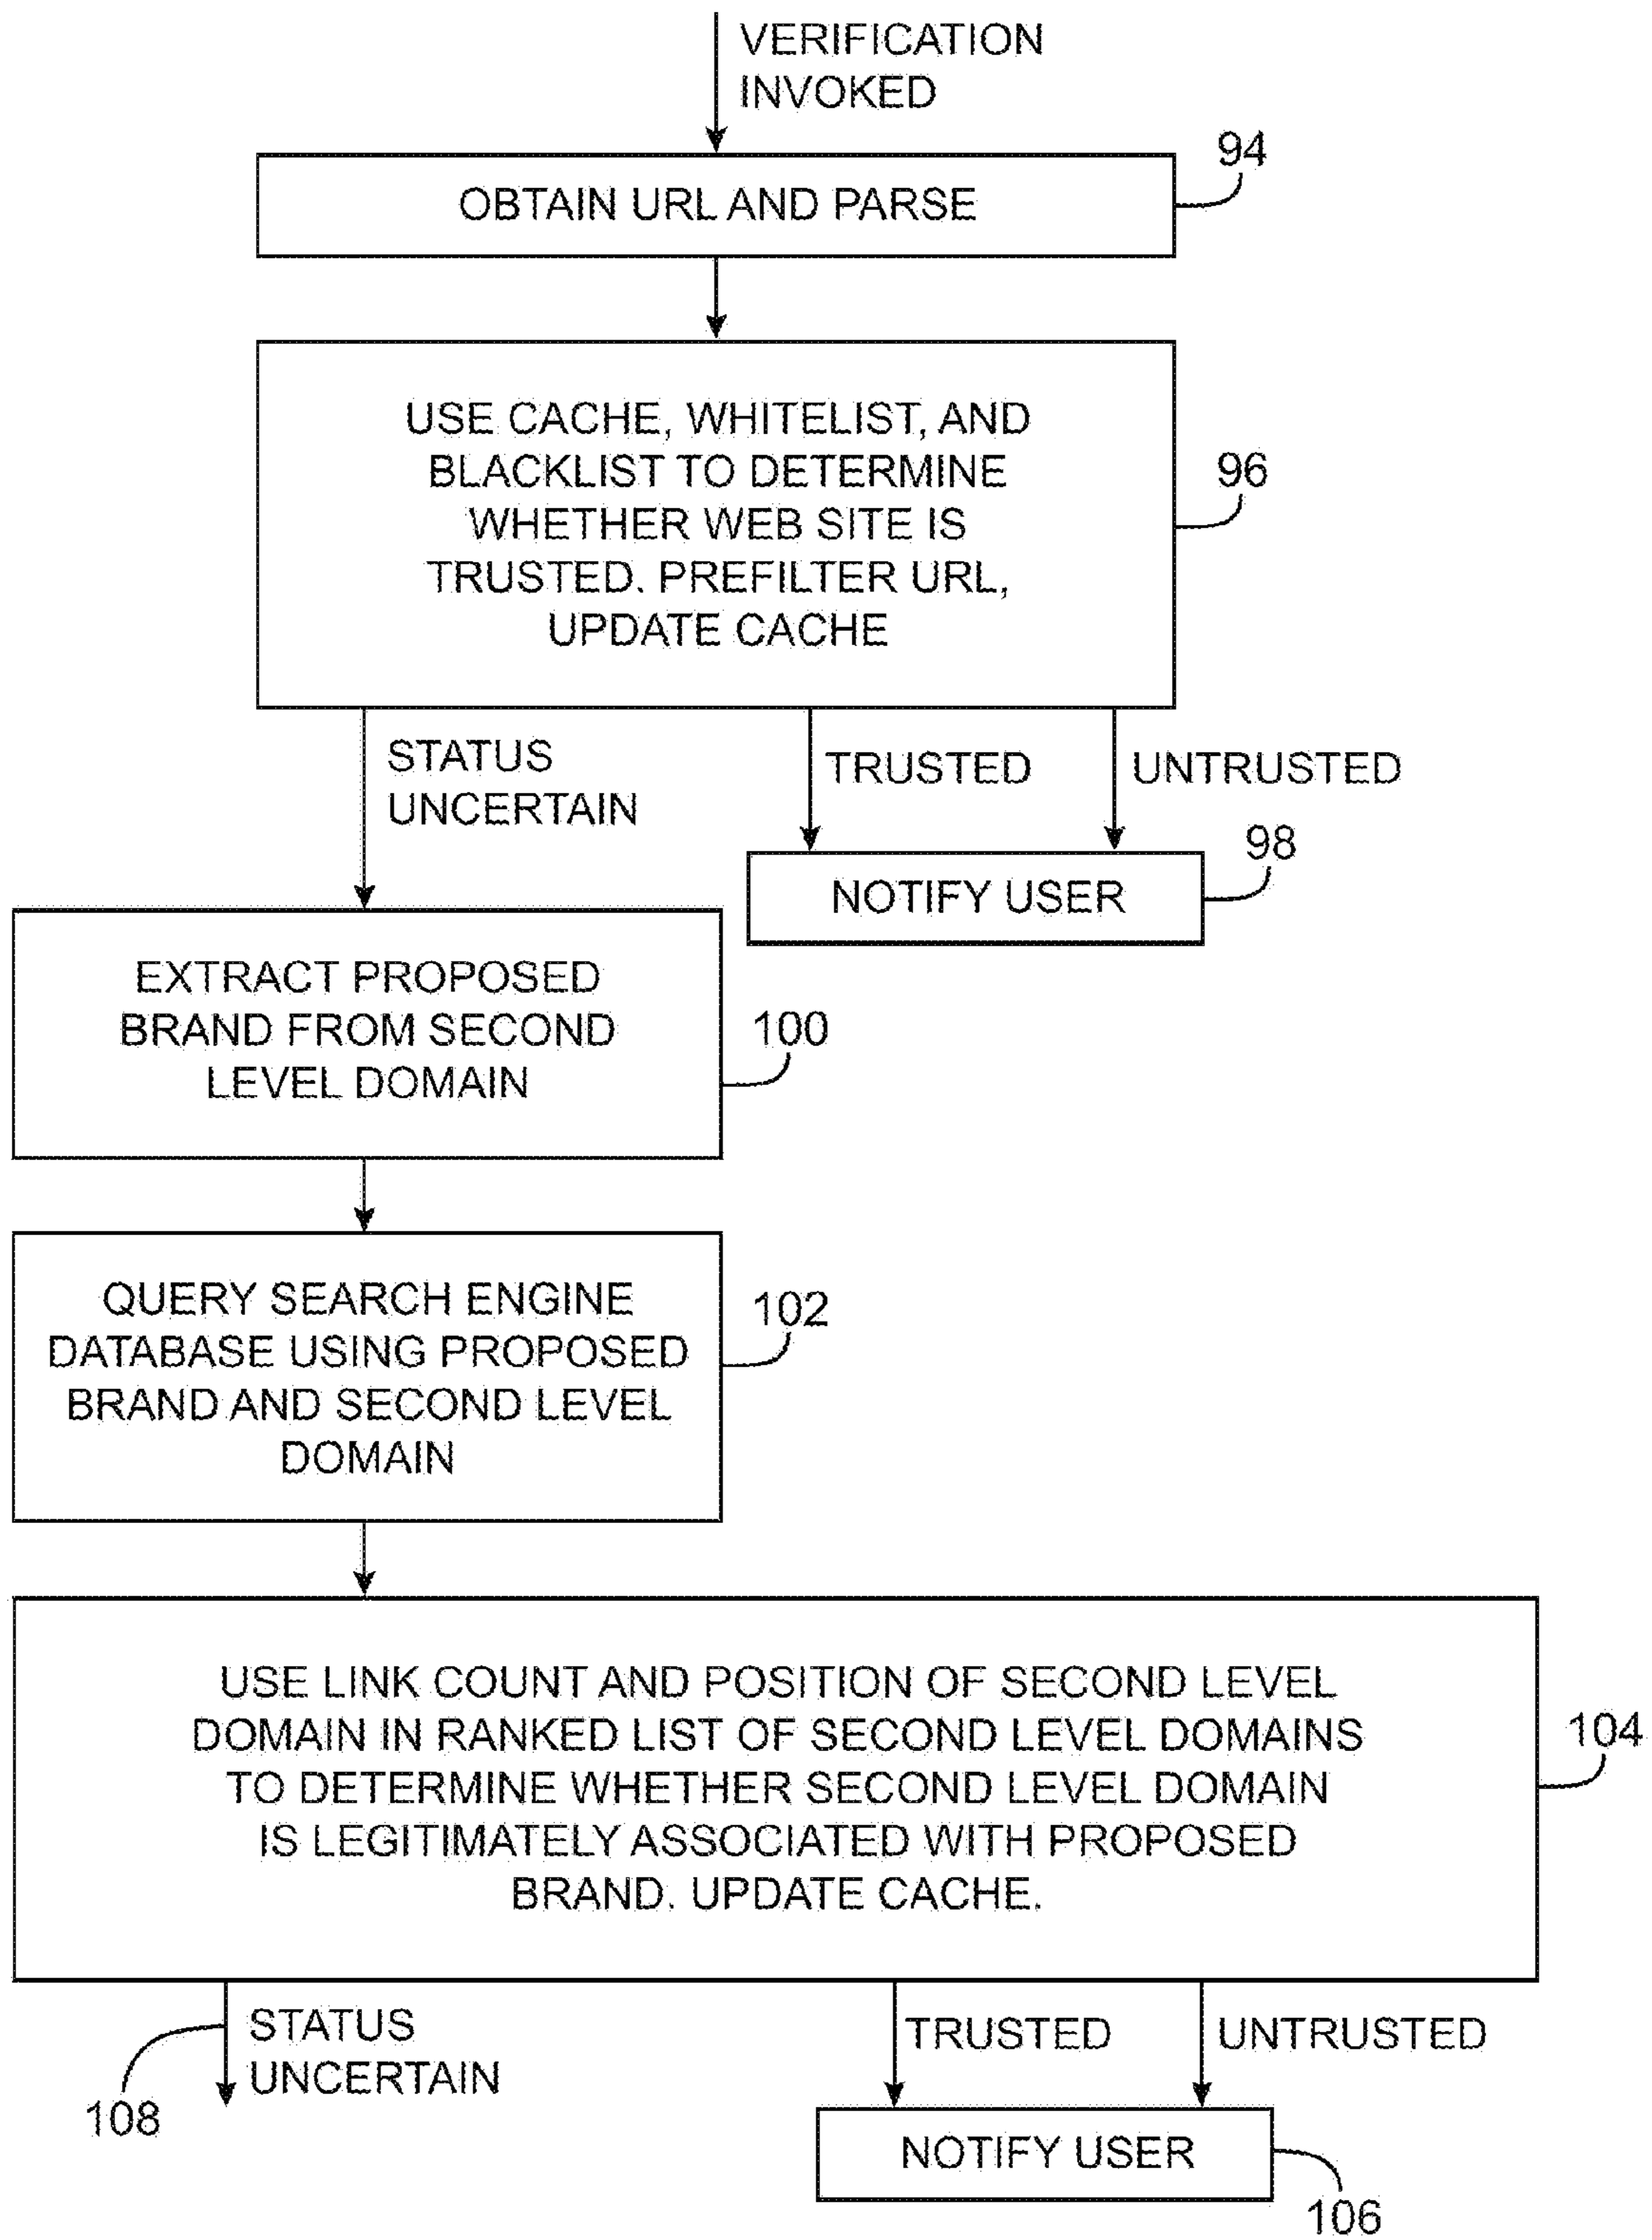 VERIFICATION
INVOKED
94
OBTAIN URL AND PARSE
USE CACHE, WHITELIST, AND
BLACKLIST TO DETERMINE
WHETHER WEB SITE IS
TRUSTED. PREFILTER URL,
UPDATE CACHE
96
STATUS
UNCERTAIN
TRUSTED
UNTRUSTED
98
NOTIFY USER
EXTRACT PROPOSED
BRAND FROM SECOND
LEVEL DOMAIN
100
QUERY SEARCH ENGINE
DATABASE USING PROPOSED
BRAND AND SECOND LEVEL
DOMAIN
102
USE LINK COUNT AND POSITION OF SECOND LEVEL
DOMAIN IN RANKED LIST OF SECOND LEVEL DOMAINS
TO DETERMINE WHETHER SECOND LEVEL DOMAIN
IS LEGITIMATELY ASSOCIATED WITH PROPOSED
BRAND. UPDATE CACHE.
104
STATUS
UNCERTAIN
108
TRUSTED
UNTRUSTED
NOTIFY USER
106